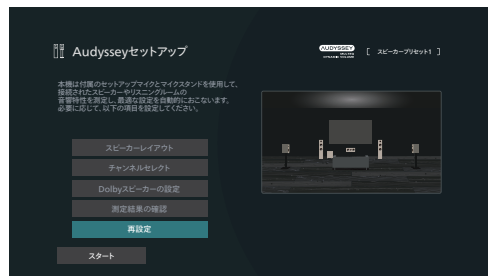 Audysseyセットアップ
AUDYSSEY
[ スピーカープリセット1 ]
本機は付属のセットアップマイクとマイクスタンドを使用して、
接続されたスピーカーやリスニングルームの
音響特性を測定し、最適な設定を自動的におこないます。
必要に応じて、以下の項目を設定してください。
スピーカーレイアウト
チャンネルセレクト
Dolbyスピーカーの設定
測定結果の確認
再設定
スタート